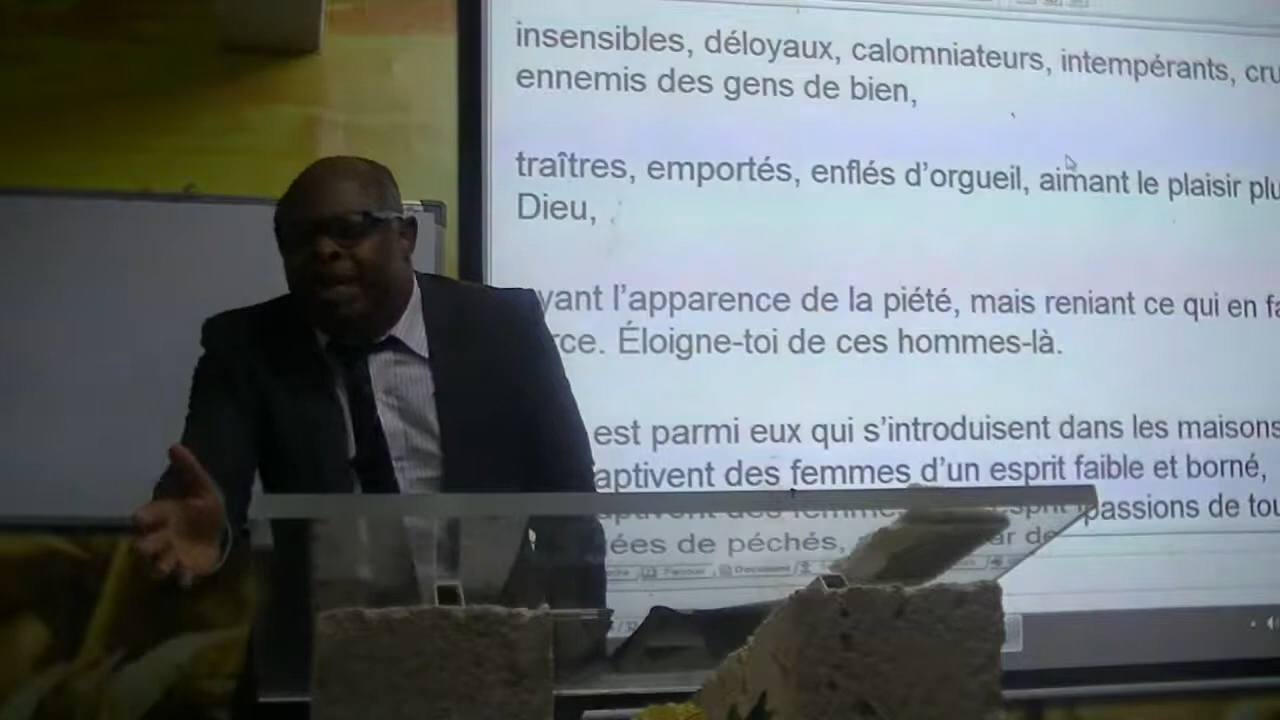 insensibles, déloyaux, calomniateurs, intempérants, cru
ennemis des gens de bien,
traîtres, emportés, enflés d’orgueil, aimant le plaisir plu
Dieu,
yant l’apparence de la piété, mais reniant ce qui en fa
rce. Éloigne-toi de ces hommes-là.
est parmi eux qui s’introduisent dans les maisons
aptivent des femmes d’un esprit faible et borné,
passions de tou
ées de péchés,